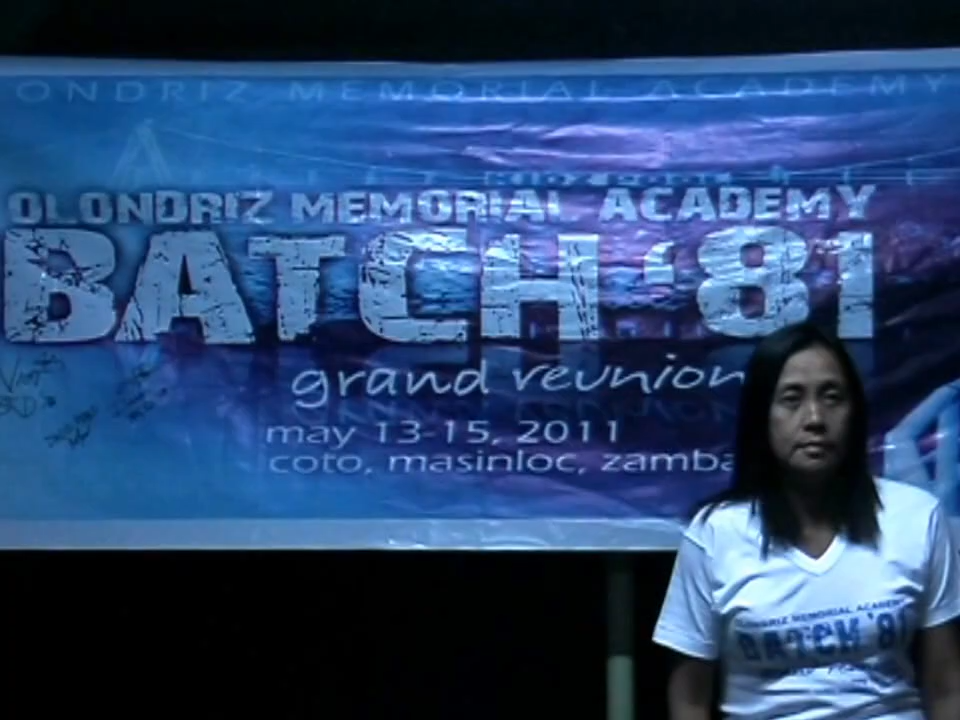 ONDRIZ MEMORIAL ACADEMY
OLONDRIZ MEMORIAL ACADEMY
BATCH '81
grand reunion
may 13-15, 2011
coto, masinloc, zamba
OLONDRIZ MEMORIAL ACADEMY
BATCH '81